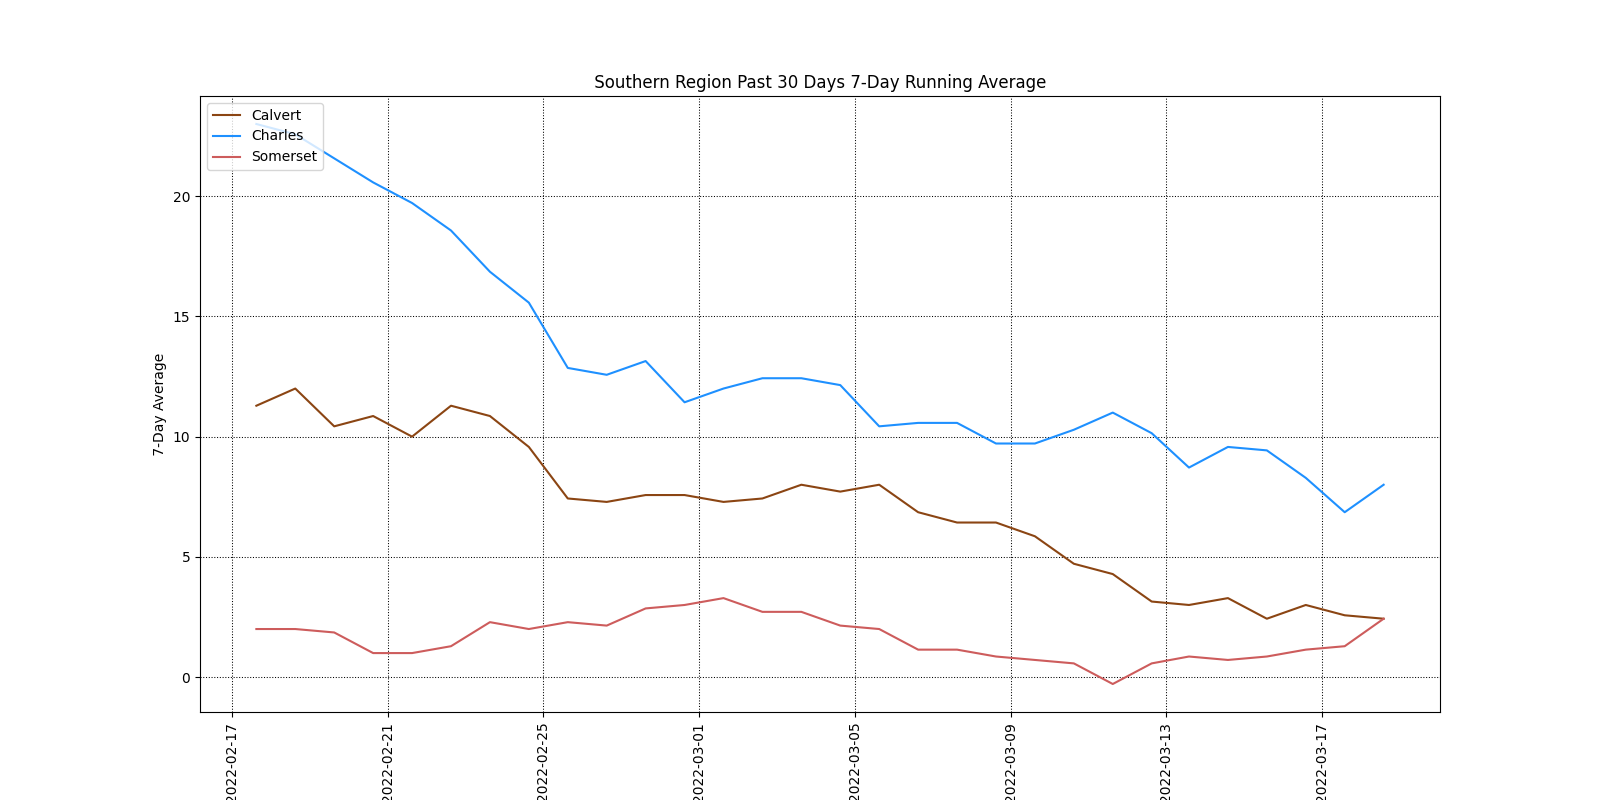 Southern Region Past 30 Days 7-Day Running Average
Calvert
Charles
Somerset
7-Day Average
20
15
10
5
0
2022-02-17
2022-02-21
2022-02-25
2022-03-01
2022-03-05
2022-03-09
2022-03-13
2022-03-17